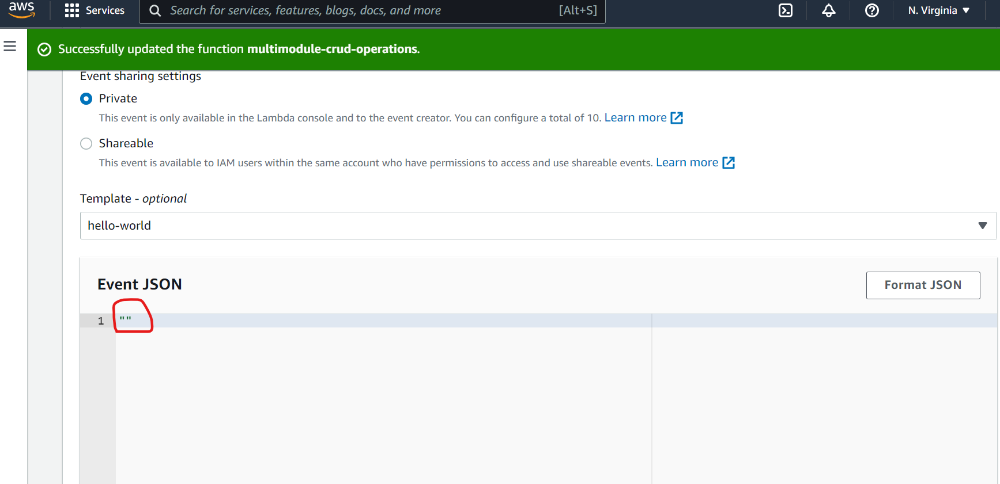 aws Services Search for services, features, blogs, docs, and more [Alt+S] N. Virginia
Successfully updated the function multimodule-crud-operations.
Event sharing settings
Private
This event is only available in the Lambda console and to the event creator. You can configure a total of 10. Learn more
Shareable
This event is available to IAM users within the same account who have permissions to access and use shareable events. Learn more
Template - optional
hello-world
Event JSON Format JSON
1 ""